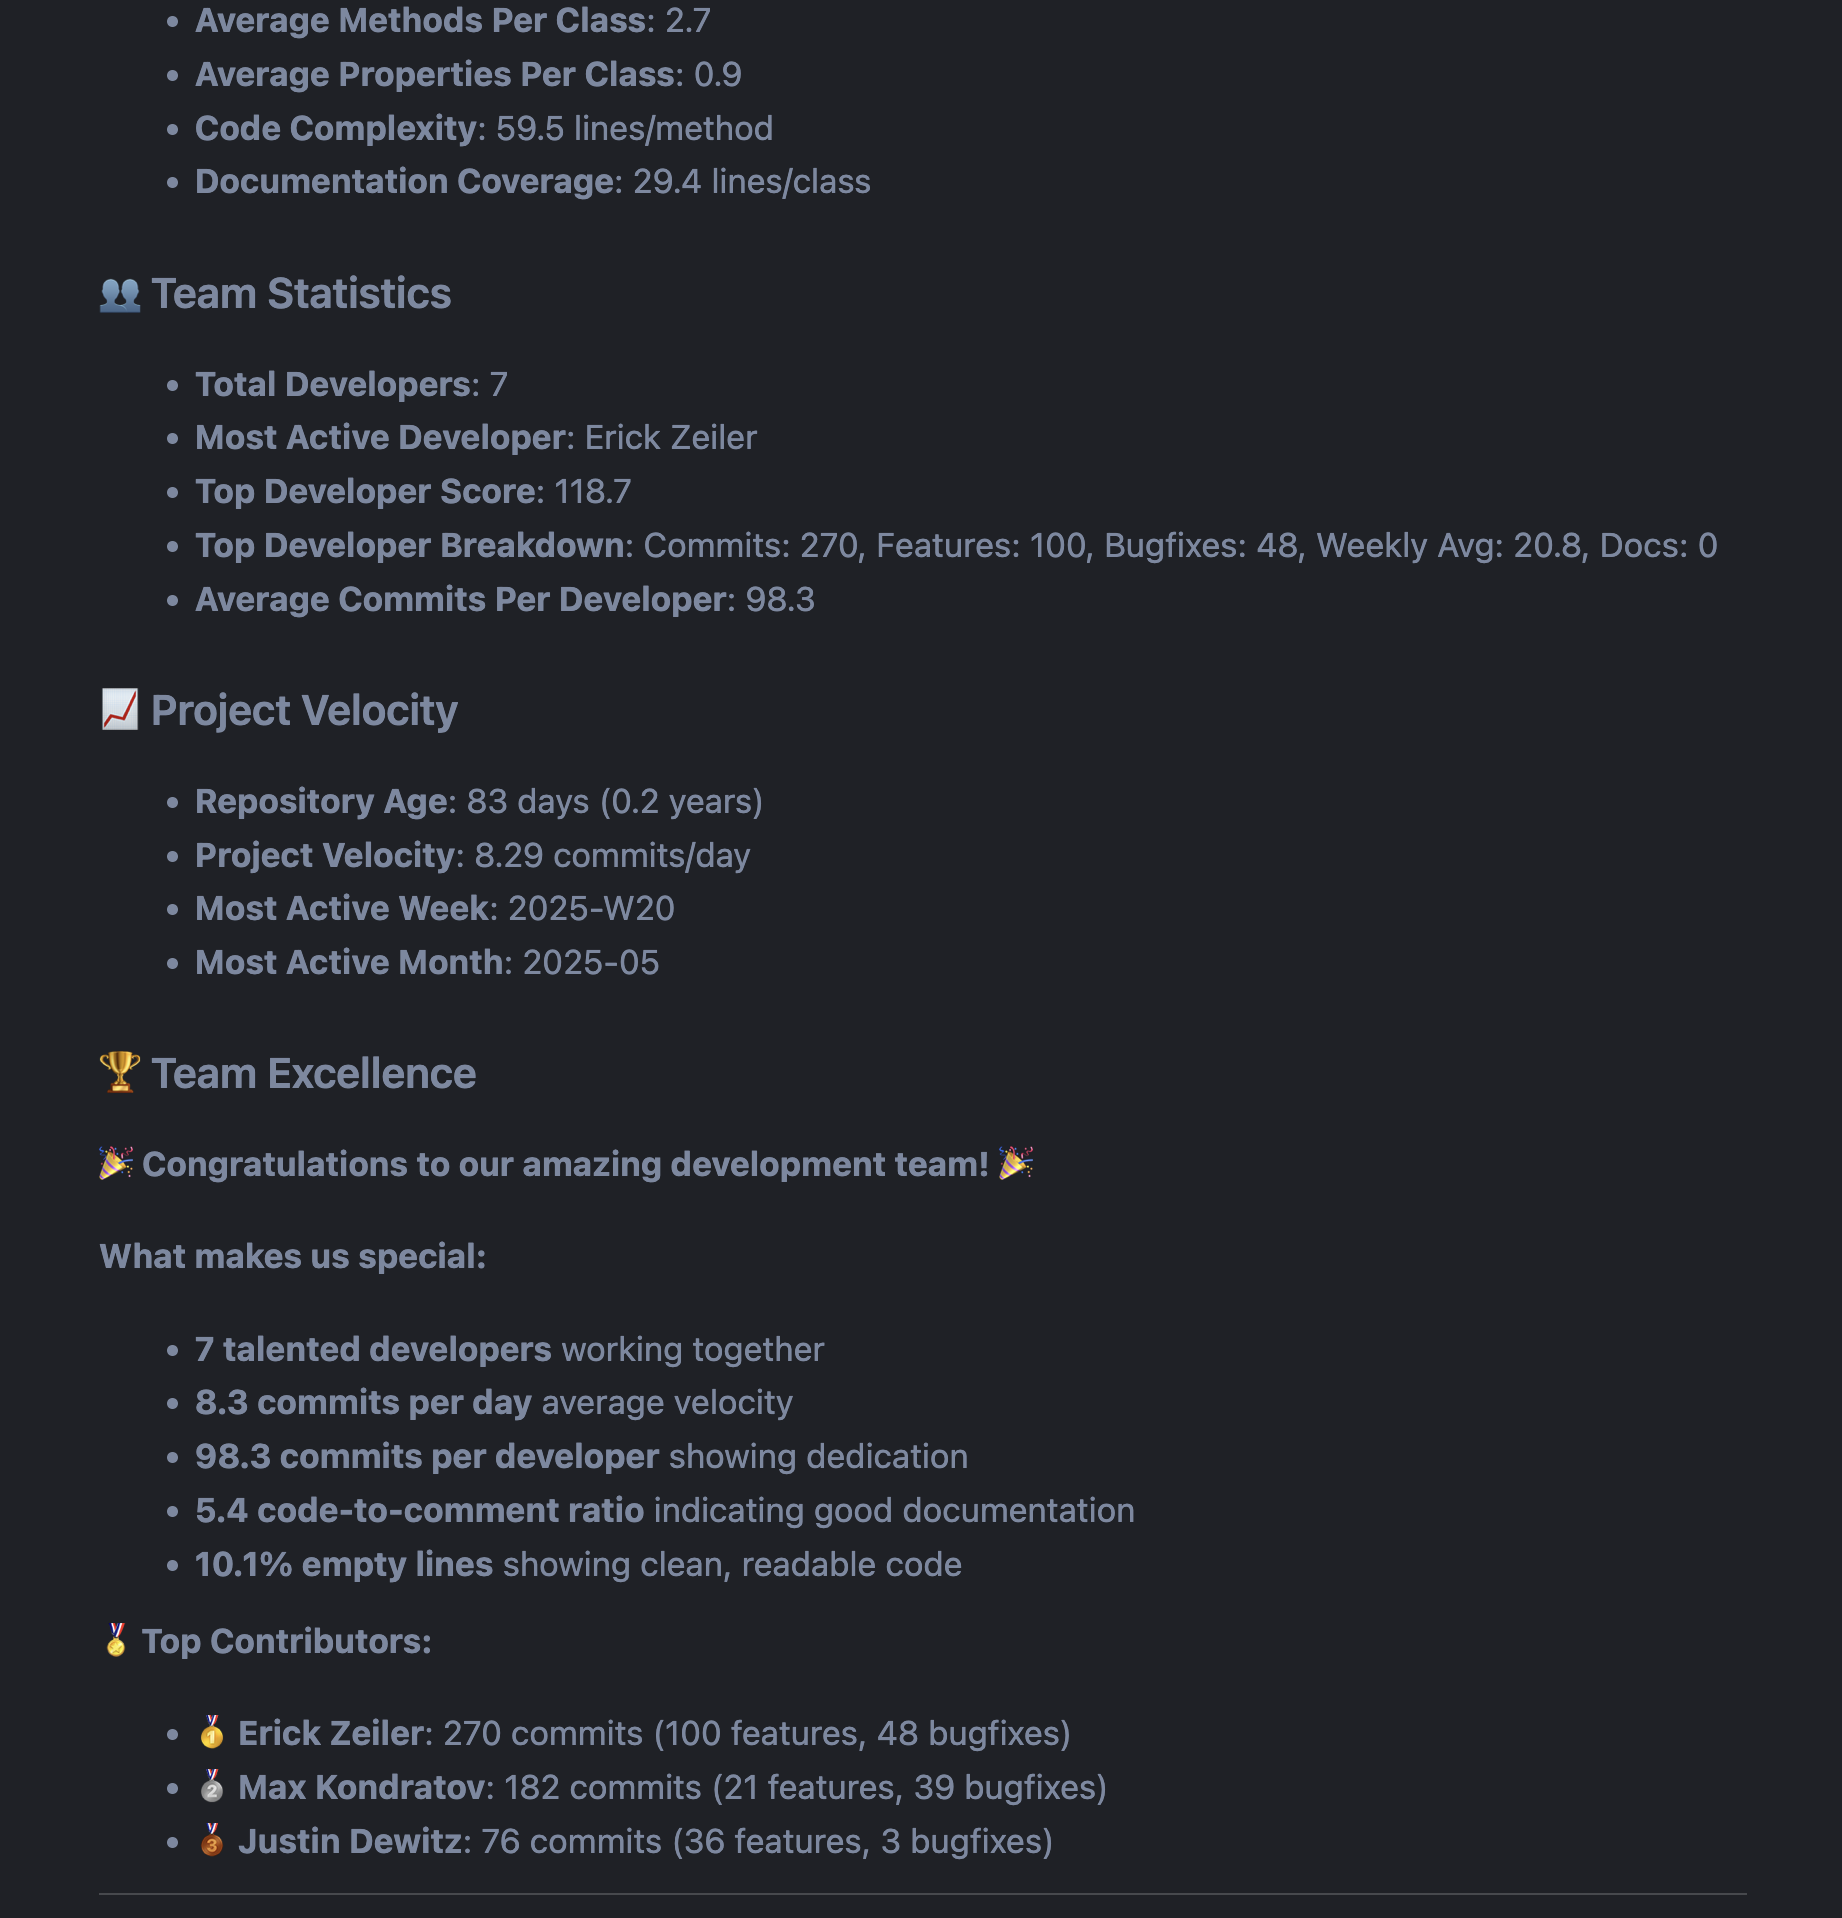 Average Methods Per Class: 2.7
Average Properties Per Class: 0.9
Code Complexity: 59.5 lines/method
Documentation Coverage: 29.4 lines/class
👥 Team Statistics
Total Developers: 7
Most Active Developer: Erick Zeiler
Top Developer Score: 118.7
Top Developer Breakdown: Commits: 270, Features: 100, Bugfixes: 48, Weekly Avg: 20.8, Docs: 0
Average Commits Per Developer: 98.3
📈 Project Velocity
Repository Age: 83 days (0.2 years)
Project Velocity: 8.29 commits/day
Most Active Week: 2025-W20
Most Active Month: 2025-05
🏆 Team Excellence
🎉 Congratulations to our amazing development team! 🎉
What makes us special:
7 talented developers working together
8.3 commits per day average velocity
98.3 commits per developer showing dedication
5.4 code-to-comment ratio indicating good documentation
10.1% empty lines showing clean, readable code
🏅 Top Contributors:
🥇 Erick Zeiler: 270 commits (100 features, 48 bugfixes)
🥈 Max Kondratov: 182 commits (21 features, 39 bugfixes)
🥉 Justin Dewitz: 76 commits (36 features, 3 bugfixes)